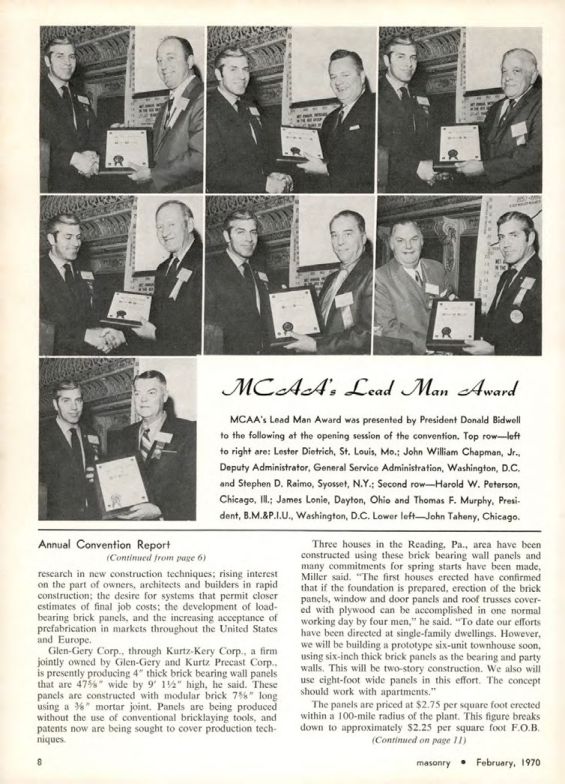 MCAA's Lead Man Award
MCAA's Lead Man Award was presented by President Donald Bidwell
to the following at the opening session of the convention. Top row—left
to right are: Lester Dietrich, St. Louis, Mo.; John William Chapman, Jr.,
Deputy Administrator, General Service Administration, Washington, D.C.
and Stephen D. Raimo, Syosset, N.Y.; Second row—Harold W. Peterson,
Chicago, Ill.; James Lonie, Dayton, Ohio and Thomas F. Murphy, Presi-
dent, B.M.&P.I.U., Washington, D.C. Lower left—John Taheny, Chicago.
Annual Convention Report
(Continued from page 6)
research in new construction techniques; rising interest
on the part of owners, architects and builders in rapid
construction; the desire for systems that permit closer
estimates of final job costs; the development of load-
bearing brick panels, and the increasing acceptance of
prefabrication in markets throughout the United States
and Europe.
Glen-Gery Corp., through Kurtz-Kery Corp., a firm
jointly owned by Glen-Gery and Kurtz Precast Corp.,
is presently producing 4″ thick brick bearing wall panels
that are 47⅝″ wide by 9′ 1½″ high, he said. These
panels are constructed with modular brick 7⅝″ long
using a ⅜″ mortar joint. Panels are being produced
without the use of conventional bricklaying tools, and
patents now are being sought to cover production tech-
niques.
Three houses in the Reading, Pa., area have been
constructed using these brick bearing wall panels and
many commitments for spring starts have been made,
Miller said. “The first houses erected have confirmed
that if the foundation is prepared, erection of the brick
panels, window and door panels and roof trusses cover-
ed with plywood can be accomplished in one normal
working day by four men,” he said. “To date our efforts
have been directed at single-family dwellings. However,
we will be building a prototype six-unit townhouse soon,
using six-inch thick brick panels as the bearing and party
walls. This will be two-story construction. We also will
use eight-foot wide panels in this effort. The concept
should work with apartments.”
The panels are priced at $2.75 per square foot erected
within a 100-mile radius of the plant. This figure breaks
down to approximately $2.25 per square foot F.O.B.
(Continued on page 11)
8
masonry • February, 1970